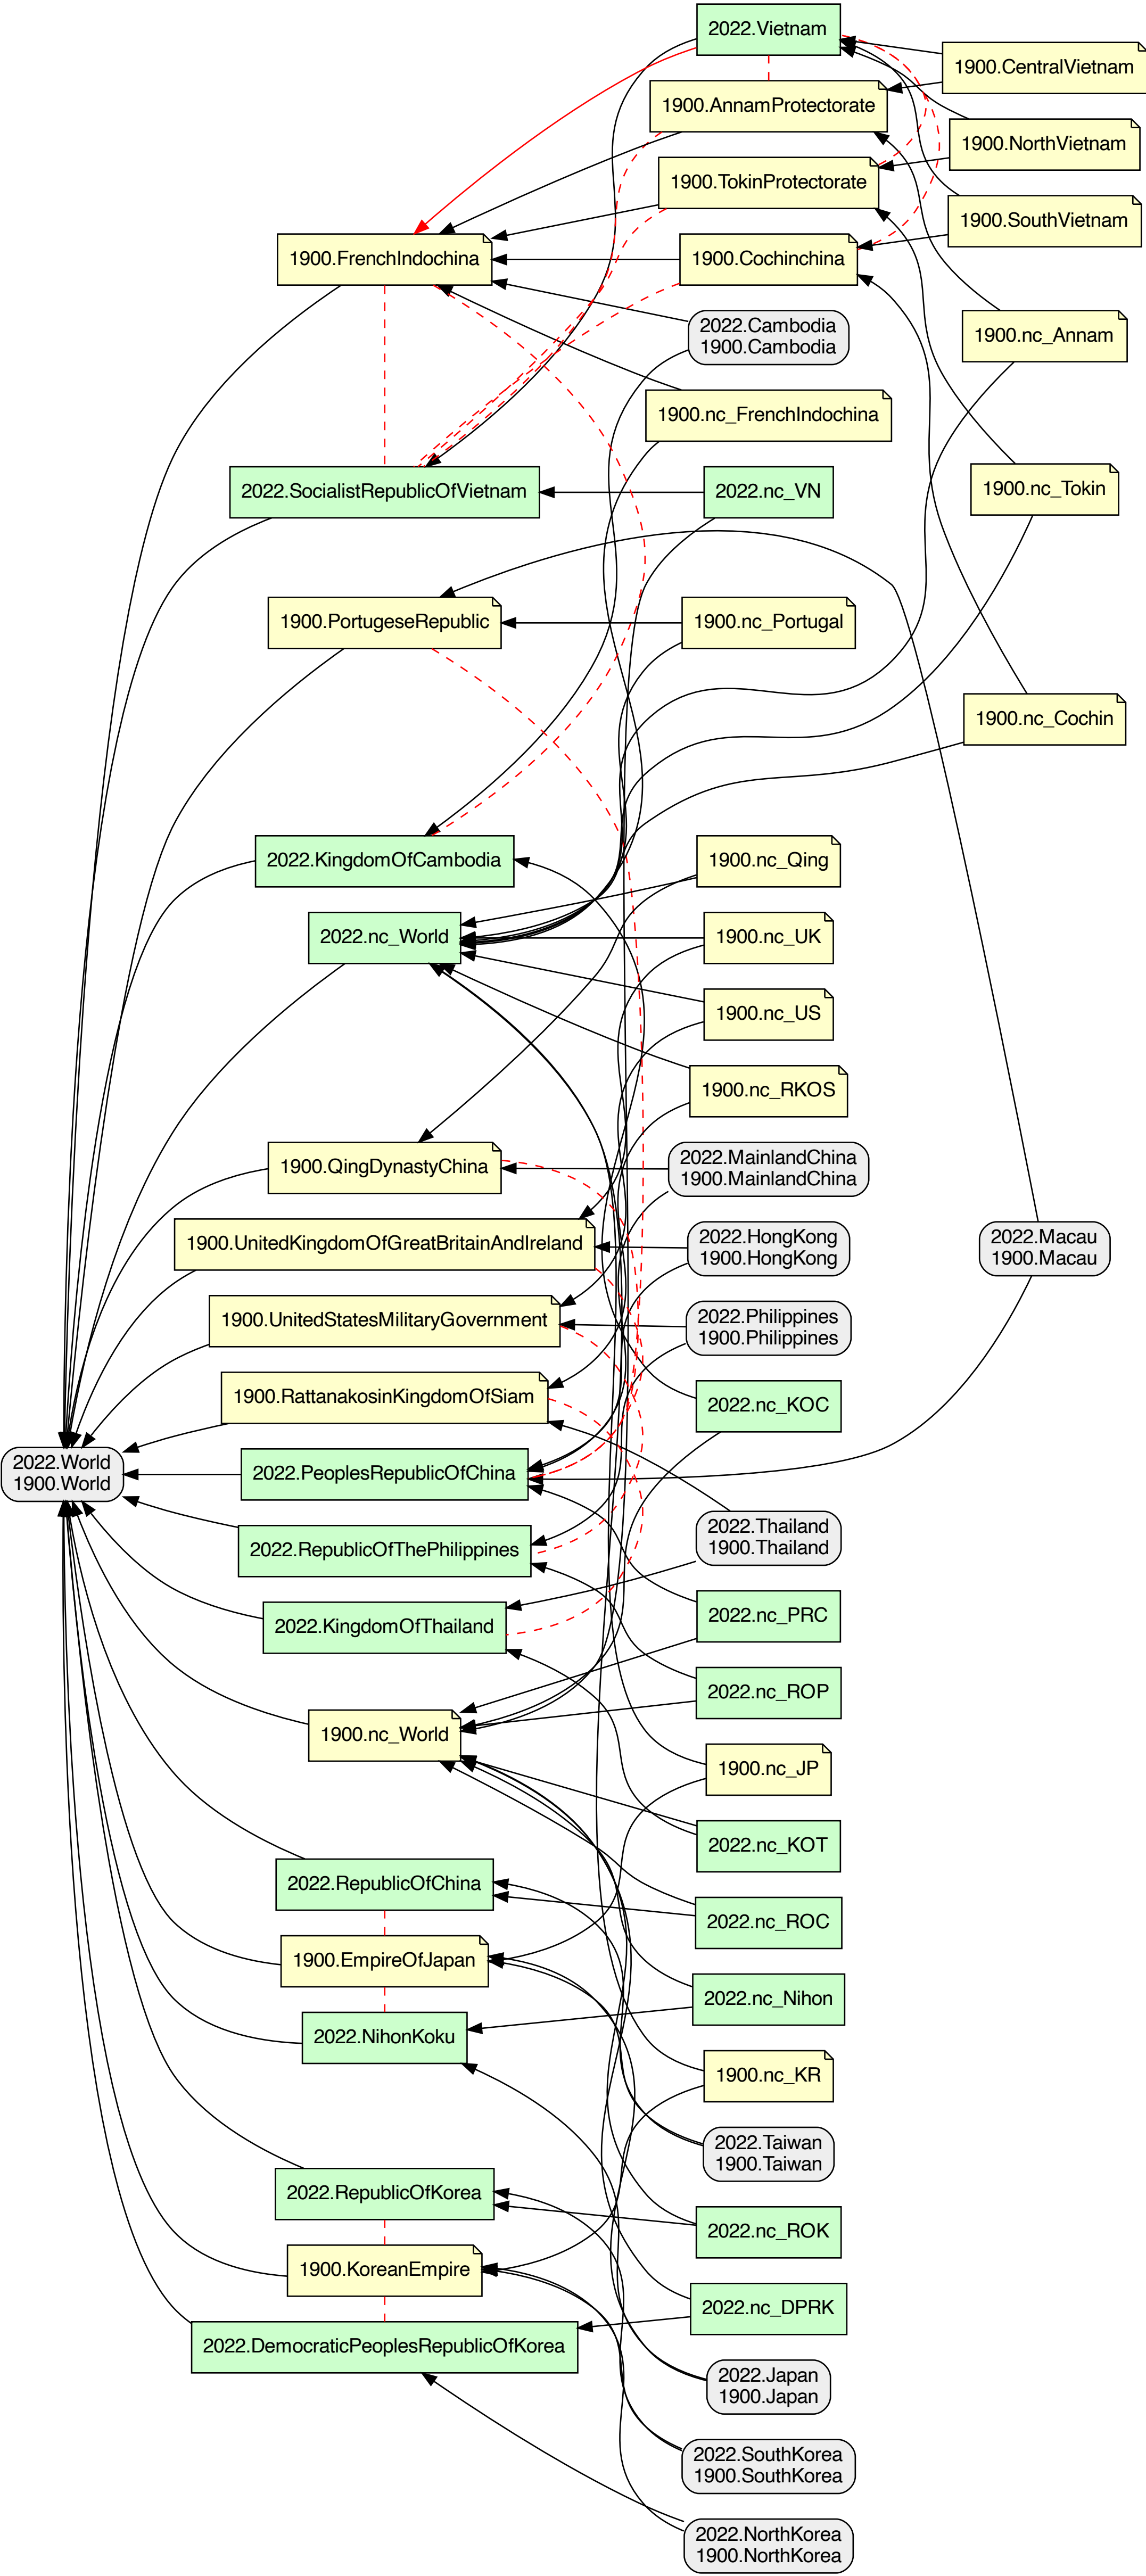 2022.Vietnam
1900.CentralVietnam
1900.AnnamProtectorate
1900.NorthVietnam
1900.TokinProtectorate
1900.SouthVietnam
1900.FrenchIndochina
1900.Cochinchina
2022.Cambodia
1900.Cambodia
1900.nc_Annam
1900.nc_FrenchIndochina
2022.SocialistRepublicOfVietnam
2022.nc_VN
1900.nc_Tokin
1900.PortugeseRepublic
1900.nc_Portugal
1900.nc_Cochin
2022.KingdomOfCambodia
1900.nc_Qing
2022.nc_World
1900.nc_UK
1900.nc_US
1900.nc_RKOS
1900.QingDynastyChina
2022.MainlandChina
1900.MainlandChina
1900.UnitedKingdomOfGreatBritainAndIreland
2022.HongKong
1900.HongKong
2022.Macau
1900.Macau
1900.UnitedStatesMilitaryGovernment
2022.Philippines
1900.Philippines
1900.RattanakosinKingdomOfSiam
2022.nc_KOC
2022.World
1900.World
2022.PeoplesRepublicOfChina
2022.RepublicOfThePhilippines
2022.Thailand
1900.Thailand
2022.KingdomOfThailand
2022.nc_PRC
2022.nc_ROP
1900.nc_World
1900.nc_JP
2022.nc_KOT
2022.RepublicOfChina
2022.nc_ROC
1900.EmpireOfJapan
2022.nc_Nihon
2022.NihonKoku
1900.nc_KR
2022.Taiwan
1900.Taiwan
2022.RepublicOfKorea
2022.nc_ROK
1900.KoreanEmpire
2022.nc_DPRK
2022.DemocraticPeoplesRepublicOfKorea
2022.Japan
1900.Japan
2022.SouthKorea
1900.SouthKorea
2022.NorthKorea
1900.NorthKorea